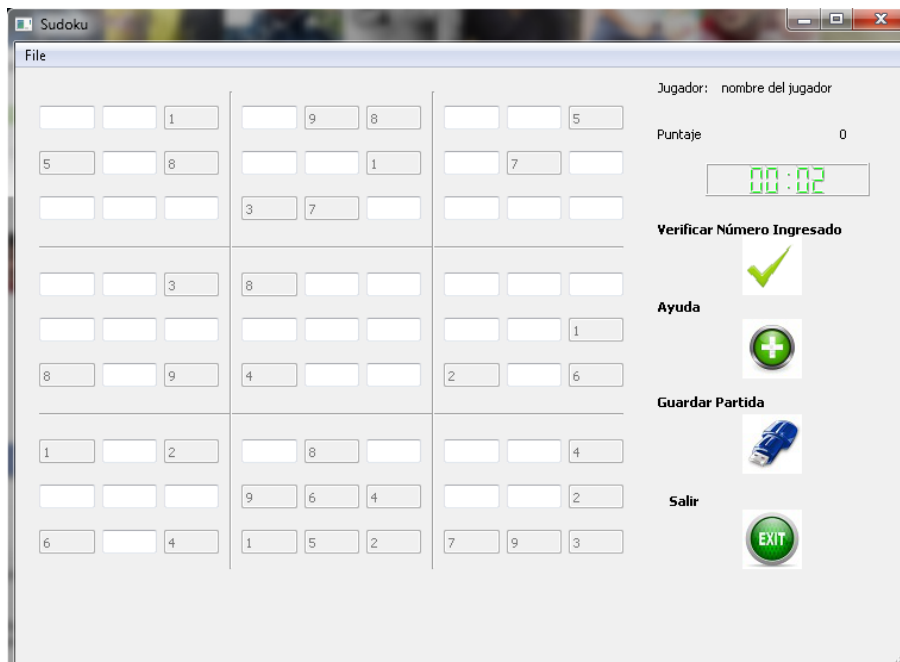 Sudoku
File
Jugador: nombre del jugador
1 9 8 5
Puntaje 0
5 8 1 7
00:02
3 7
Verificar Número Ingresado
3 8
Ayuda
1
8 9 4 2 6
Guardar Partida
1 2 8 4
9 6 4 2
Salir
6 4 1 5 2 7 9 3
EXIT